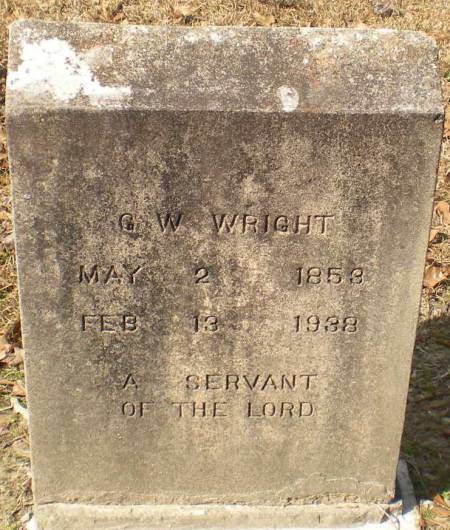 G W WRIGHT
MAY 2 1853
FEB 13 1938
A SERVANT
OF THE LORD